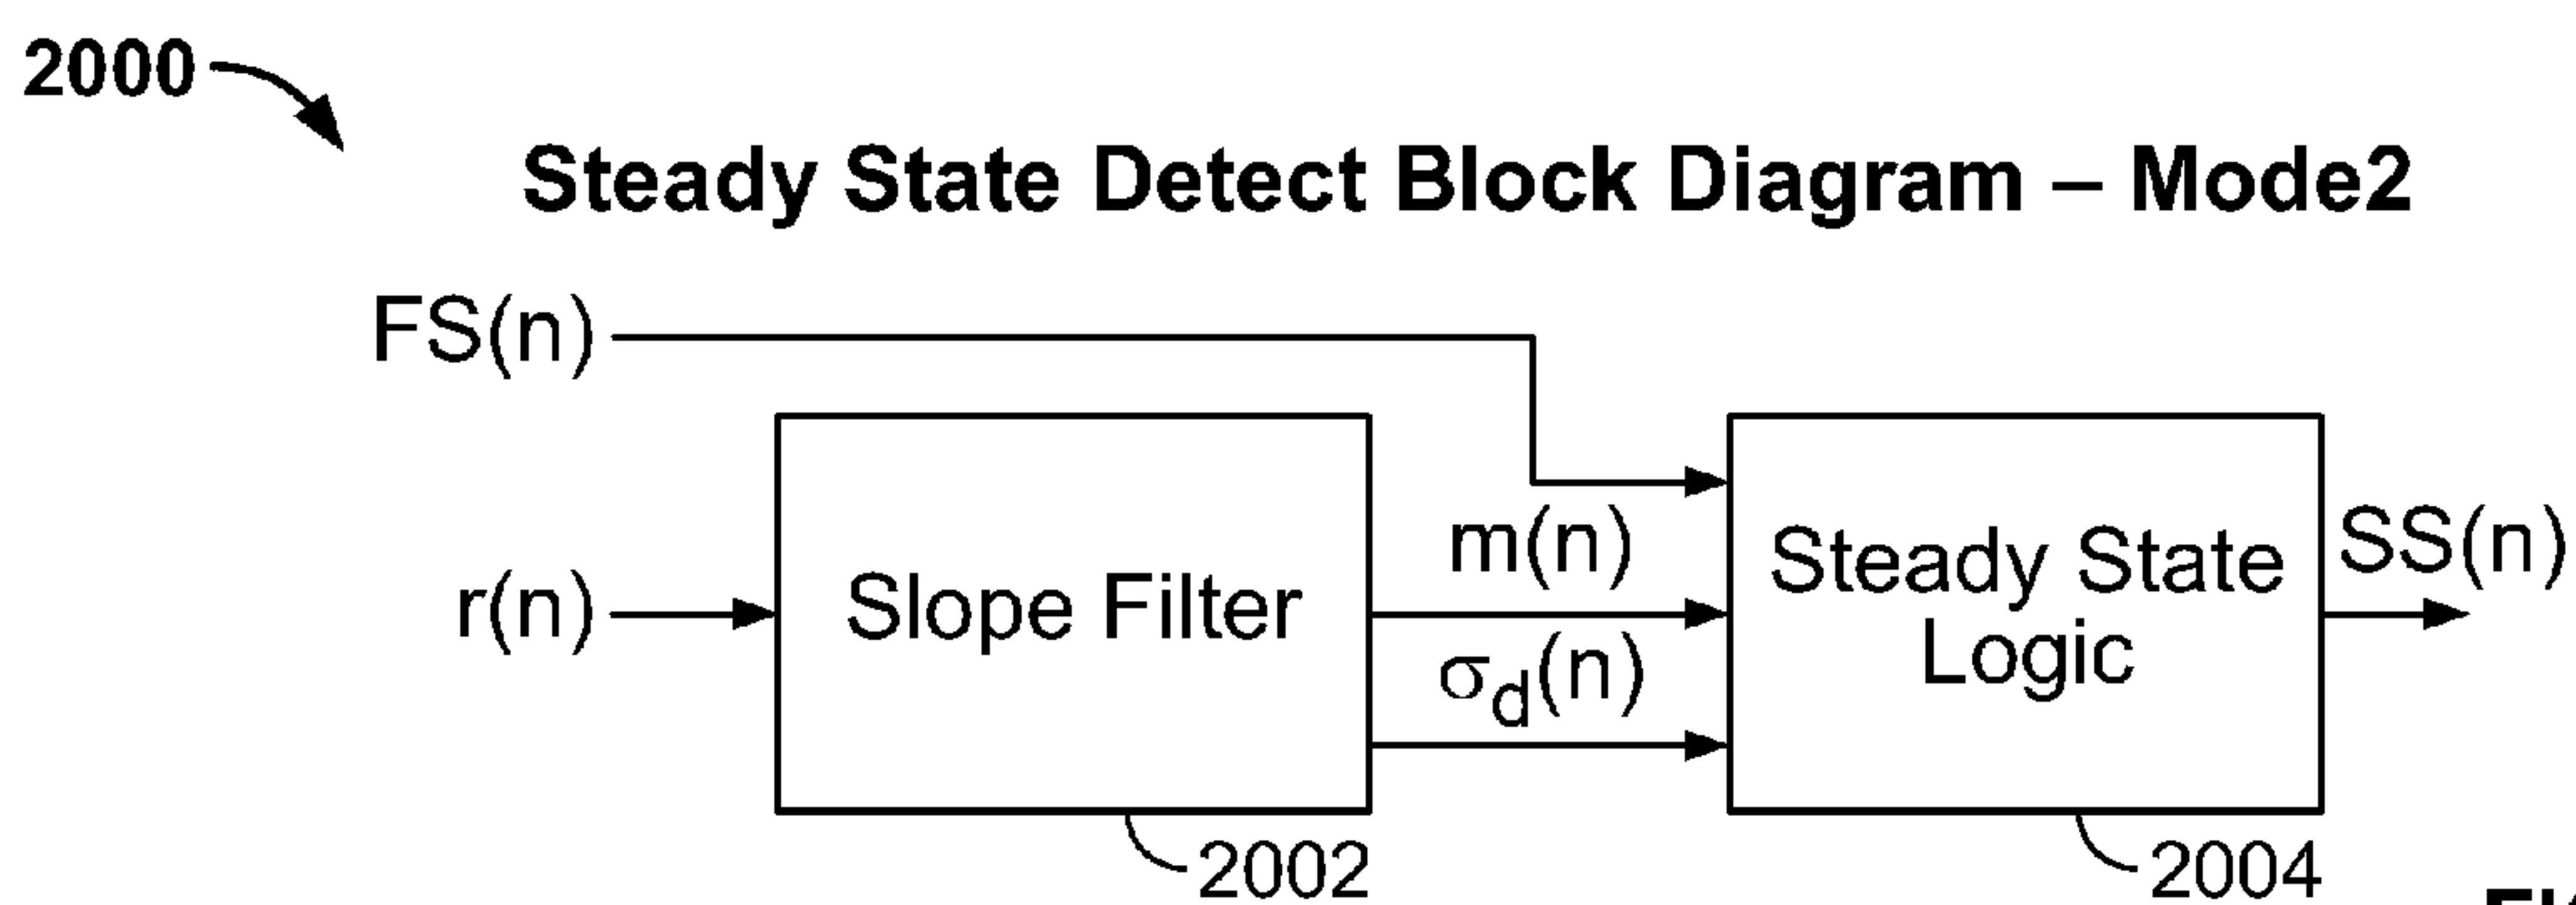 2000
Steady State Detect Block Diagram – Mode2
FS(n)
r(n)
Slope Filter
m(n)
σd(n)
Steady State
Logic
SS(n)
2002
2004